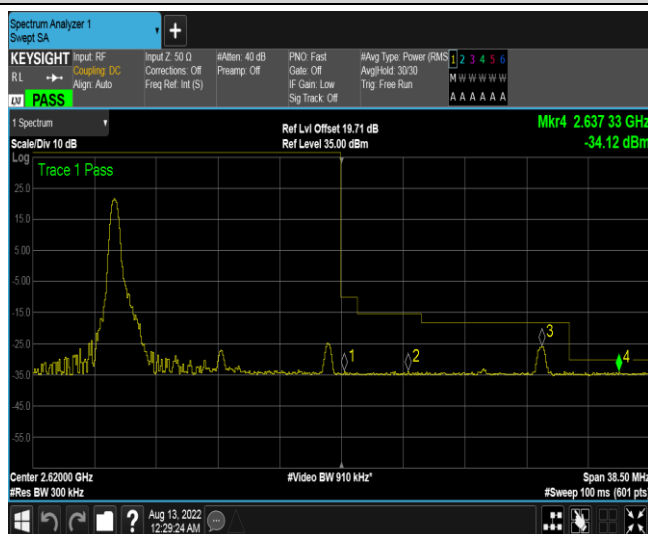 Spectrum Analyzer 1
Swept SA
+
KEYSIGHT Input: RF Input Z: 50 Ω #Atten: 40 dB PNO: Fast #Avg Type: Power (RMS 1 2 3 4 5 6
RL Coupling: DC Corrections: Off Preamp: Off Gate: Off Avg|Hold: 30/30 M W W W W W
Align: Auto Freq Ref: Int (S) IF Gain: Low Trig: Free Run
LXI PASS Sig Track: Off A A A A A A
1 Spectrum Ref Lvl Offset 19.71 dB Mkr4 2.637 33 GHz
Scale/Div 10 dB Ref Level 35.00 dBm -34.12 dBm
Log
Trace 1 Pass
25.0
15.0
5.00
-5.00
-15.0
-25.0
-35.0
-45.0
-55.0
1
2
3
4
Center 2.62000 GHz #Video BW 910 kHz* Span 38.50 MHz
#Res BW 300 kHz #Sweep 100 ms (601 pts)
? Aug 13, 2022
12:29:24 AM